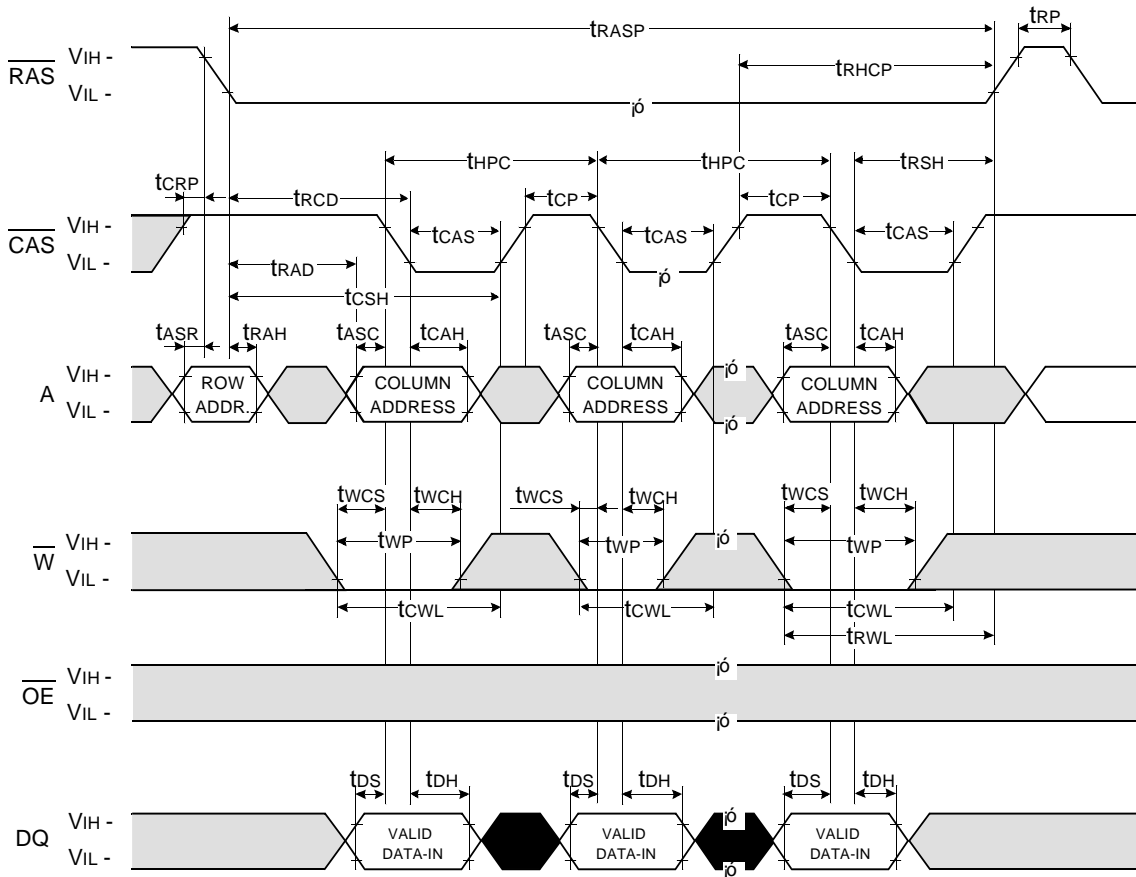 tRASP
tRP
RAS
VIH -
VIL -
tRHCP
¡ó
tHPC
tHPC
tRSH
tCRP
tRCD
tCP
tCP
CAS
VIH -
VIL -
tCAS
tCAS
tCAS
¡ó
tRAD
tCSH
tASR
tRAH
tASC
tCAH
tASC
tCAH
tASC
tCAH
A
VIH -
VIL -
ROW
ADDR.
COLUMN
ADDRESS
COLUMN
ADDRESS
¡ó
¡ó
COLUMN
ADDRESS
tWCS
tWCH
tWCS
tWCH
tWCS
tWCH
W
VIH -
VIL -
tWP
tWP
¡ó
tWP
tCWL
tCWL
tCWL
tRWL
OE
VIH -
VIL -
¡ó
¡ó
tDS
tDH
tDS
tDH
tDS
tDH
DQ
VIH -
VIL -
VALID
DATA-IN
VALID
DATA-IN
¡ó
¡ó
VALID
DATA-IN